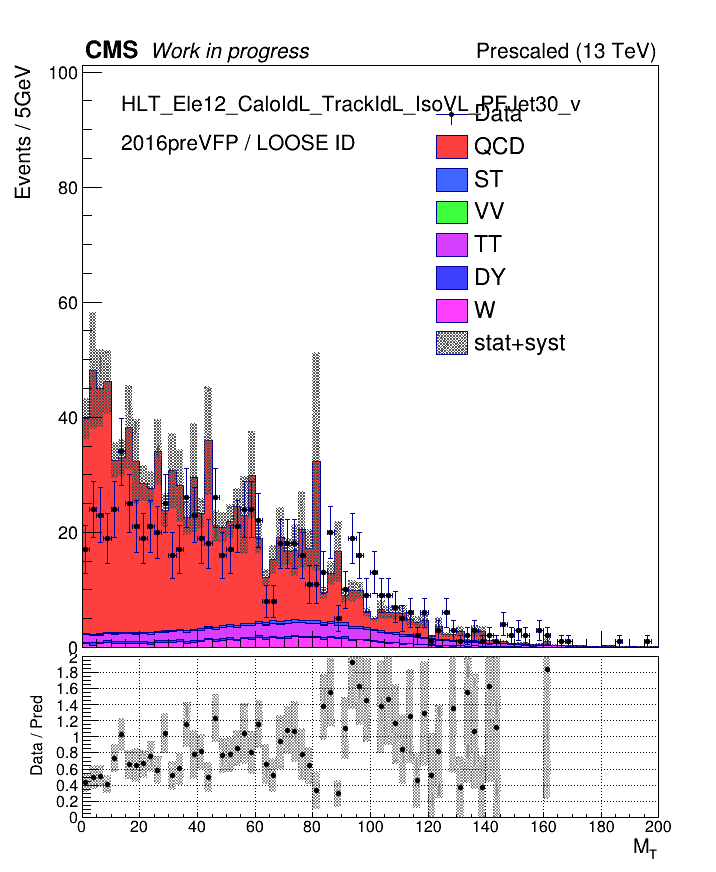 CMS Work in progress Prescaled (13 TeV)
HLT_Ele12_CaloIdL_TrackIdL_IsoVL_PFJet30_v
2016preVFP / LOOSE ID
Data
QCD
ST
VV
TT
DY
W
stat+syst
Events / 5GeV
100
80
60
40
20
0
Data / Pred
2
1.8
1.6
1.4
1.2
1
0.8
0.6
0.4
0.2
0
0 20 40 60 80 100 120 140 160 180 200
M_T